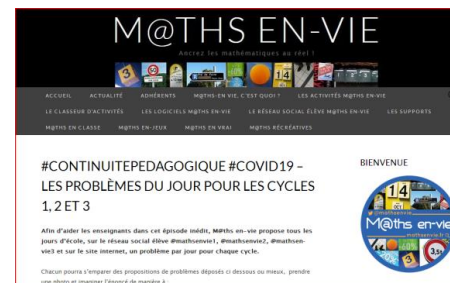 M@THS EN-VIE
Ancrez les mathématiques au réel !
ACCUEIL ACTUALITÉ ADHÉRENTS M@THS-EN-VIE, C'EST QUOI ? LES ACTIVITÉS M@THS EN-VIE
LE CLASSEUR D'ACTIVITÉS LES LOGICIELS M@THS EN-VIE LE RÉSEAU SOCIAL ÉLÈVE M@THS EN-VIE LES SUPPORTS
M@THS EN CLASSE M@THS EN-JEUX M@THS EN VRAI M@THS RÉCRÉATIVES
#CONTINUITEPEDAGOGIQUE #COVID19 –
LES PROBLÈMES DU JOUR POUR LES CYCLES
1, 2 ET 3
Afin d'aider les enseignants dans cet épisode inédit, M@ths en-vie propose tous les
jours d'école, sur le réseau social élève @mathsenvie1, @mathsenvie2, @mathsen-
vie3 et sur le site internet, un problème par jour pour chaque cycle.
Chacun pourra s'emparer des propositions de problèmes déposés ci dessous ou mieux, prendre
une photo et imaginer l'énoncé de manière à :
BIENVENUE
14
@mathsenvie
M@ths en-vie